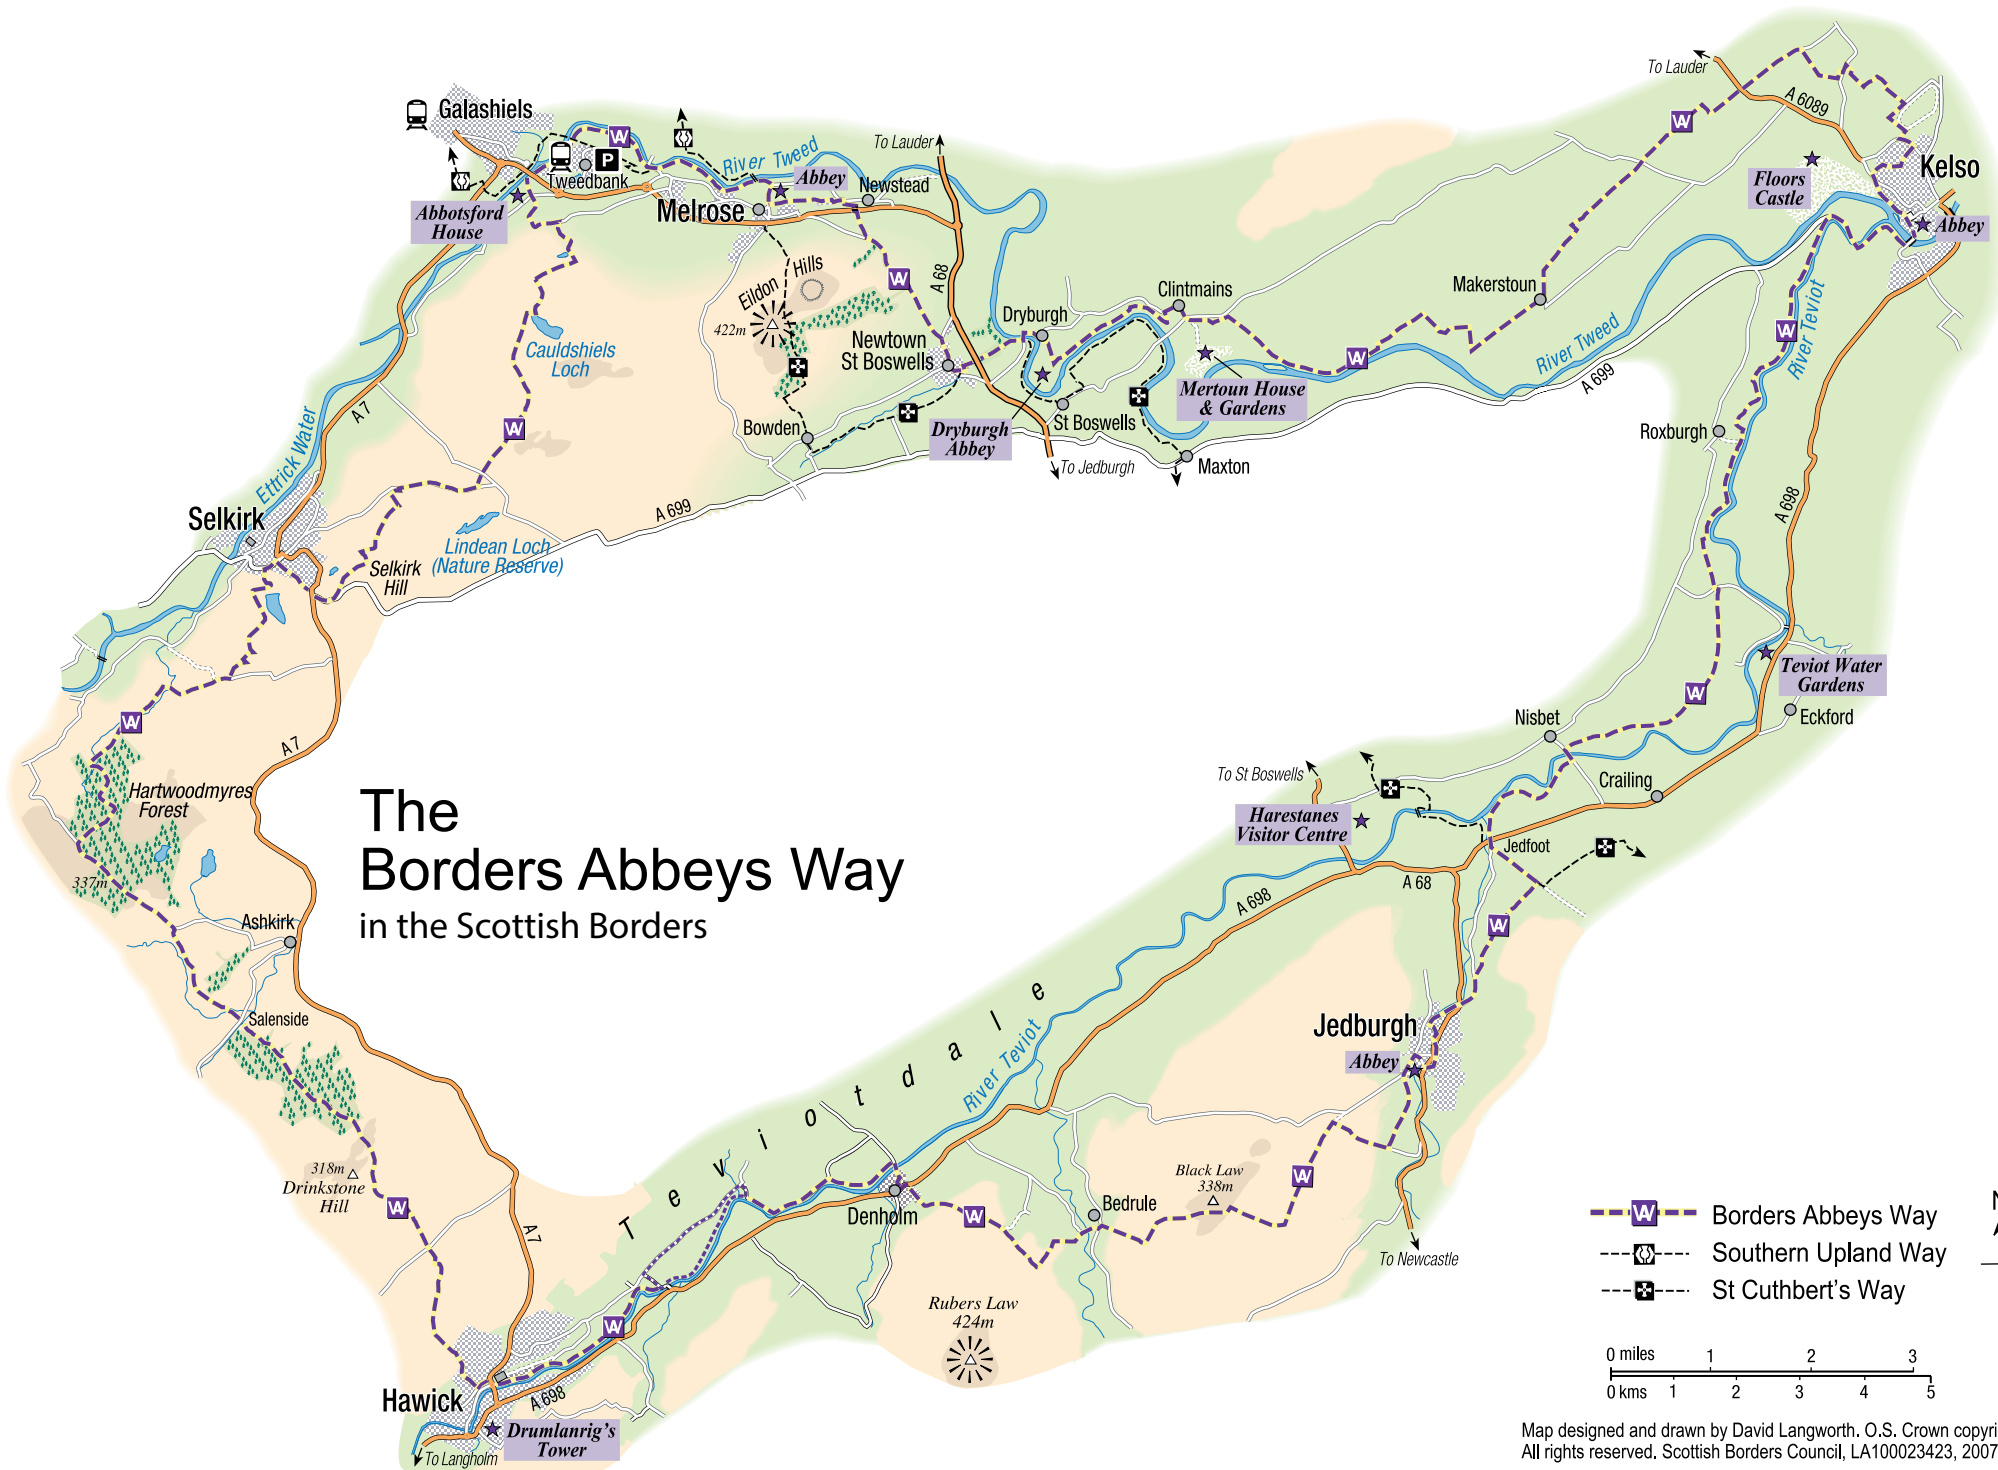 Galashiels
Tweedbank
P
Abbotsford
House
Melrose
River Tweed
Abbey
Newstead
To Lauder
A 68
Eildon
Hills
422m
Newtown
St Boswells
Bowden
Cauldshiels
Loch
A 7
Ettrick Water
Selkirk
Selkirk
Hill
Lindean Loch
(Nature Reserve)
A 699
Dryburgh
Dryburgh
Abbey
St Boswells
To Jedburgh
Clintmains
Mertoun House
& Gardens
Maxton
Makerstoun
River Tweed
A 699
To Lauder
A 6089
Floors
Castle
Kelso
Abbey
River Teviot
Roxburgh
A 698
Teviot Water
Gardens
Eckford
Nisbet
Crailing
To St Boswells
Harestanes
Visitor Centre
Jedfoot
A 68
A 698
Jedburgh
Abbey
To Newcastle
Black Law
338m
Bedrule
Teviotdale
River Teviot
Denholm
Rubers Law
424m
A 7
Hartwoodmyres
Forest
337m
Ashkirk
Salenside
318m
Drinkstone
Hill
A 7
Hawick
A 698
Drumlanrig's
Tower
To Langholm
The
Borders Abbeys Way
in the Scottish Borders
Borders Abbeys Way
Southern Upland Way
St Cuthbert's Way
0 miles 1 2 3
0 kms 1 2 3 4 5
Map designed and drawn by David Langworth. O.S. Crown copyri
All rights reserved. Scottish Borders Council, LA100023423, 2007